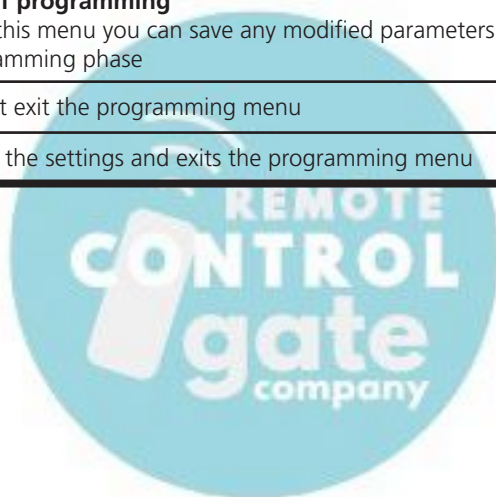 programming
this menu you can save any modified parameters
amming phase
t exit the programming menu
the settings and exits the programming menu
REMOTE
CONTROL
gate
company